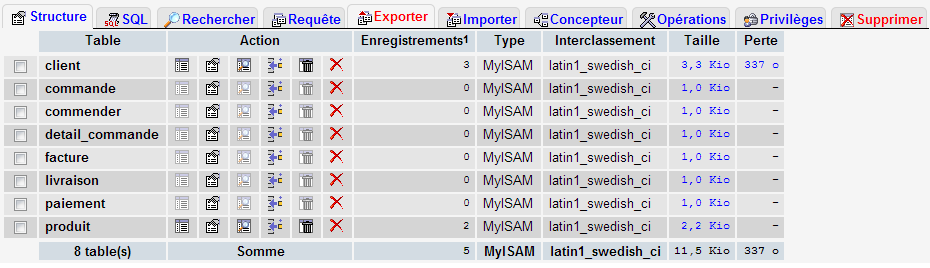 Structure SQL Rechercher Requête Exporter Importer Concepteur Opérations Privilèges Supprimer
Table Action Enregistrements1 Type Interclassement Taille Perte
client 3 MyISAM latin1_swedish_ci 3,3 Kio 337 o
commande 0 MyISAM latin1_swedish_ci 1,0 Kio -
commender 0 MyISAM latin1_swedish_ci 1,0 Kio -
detail_commande 0 MyISAM latin1_swedish_ci 1,0 Kio -
facture 0 MyISAM latin1_swedish_ci 1,0 Kio -
livraison 0 MyISAM latin1_swedish_ci 1,0 Kio -
paiement 0 MyISAM latin1_swedish_ci 1,0 Kio -
produit 2 MyISAM latin1_swedish_ci 2,2 Kio -
8 table(s) Somme 5 MyISAM latin1_swedish_ci 11,5 Kio 337 o